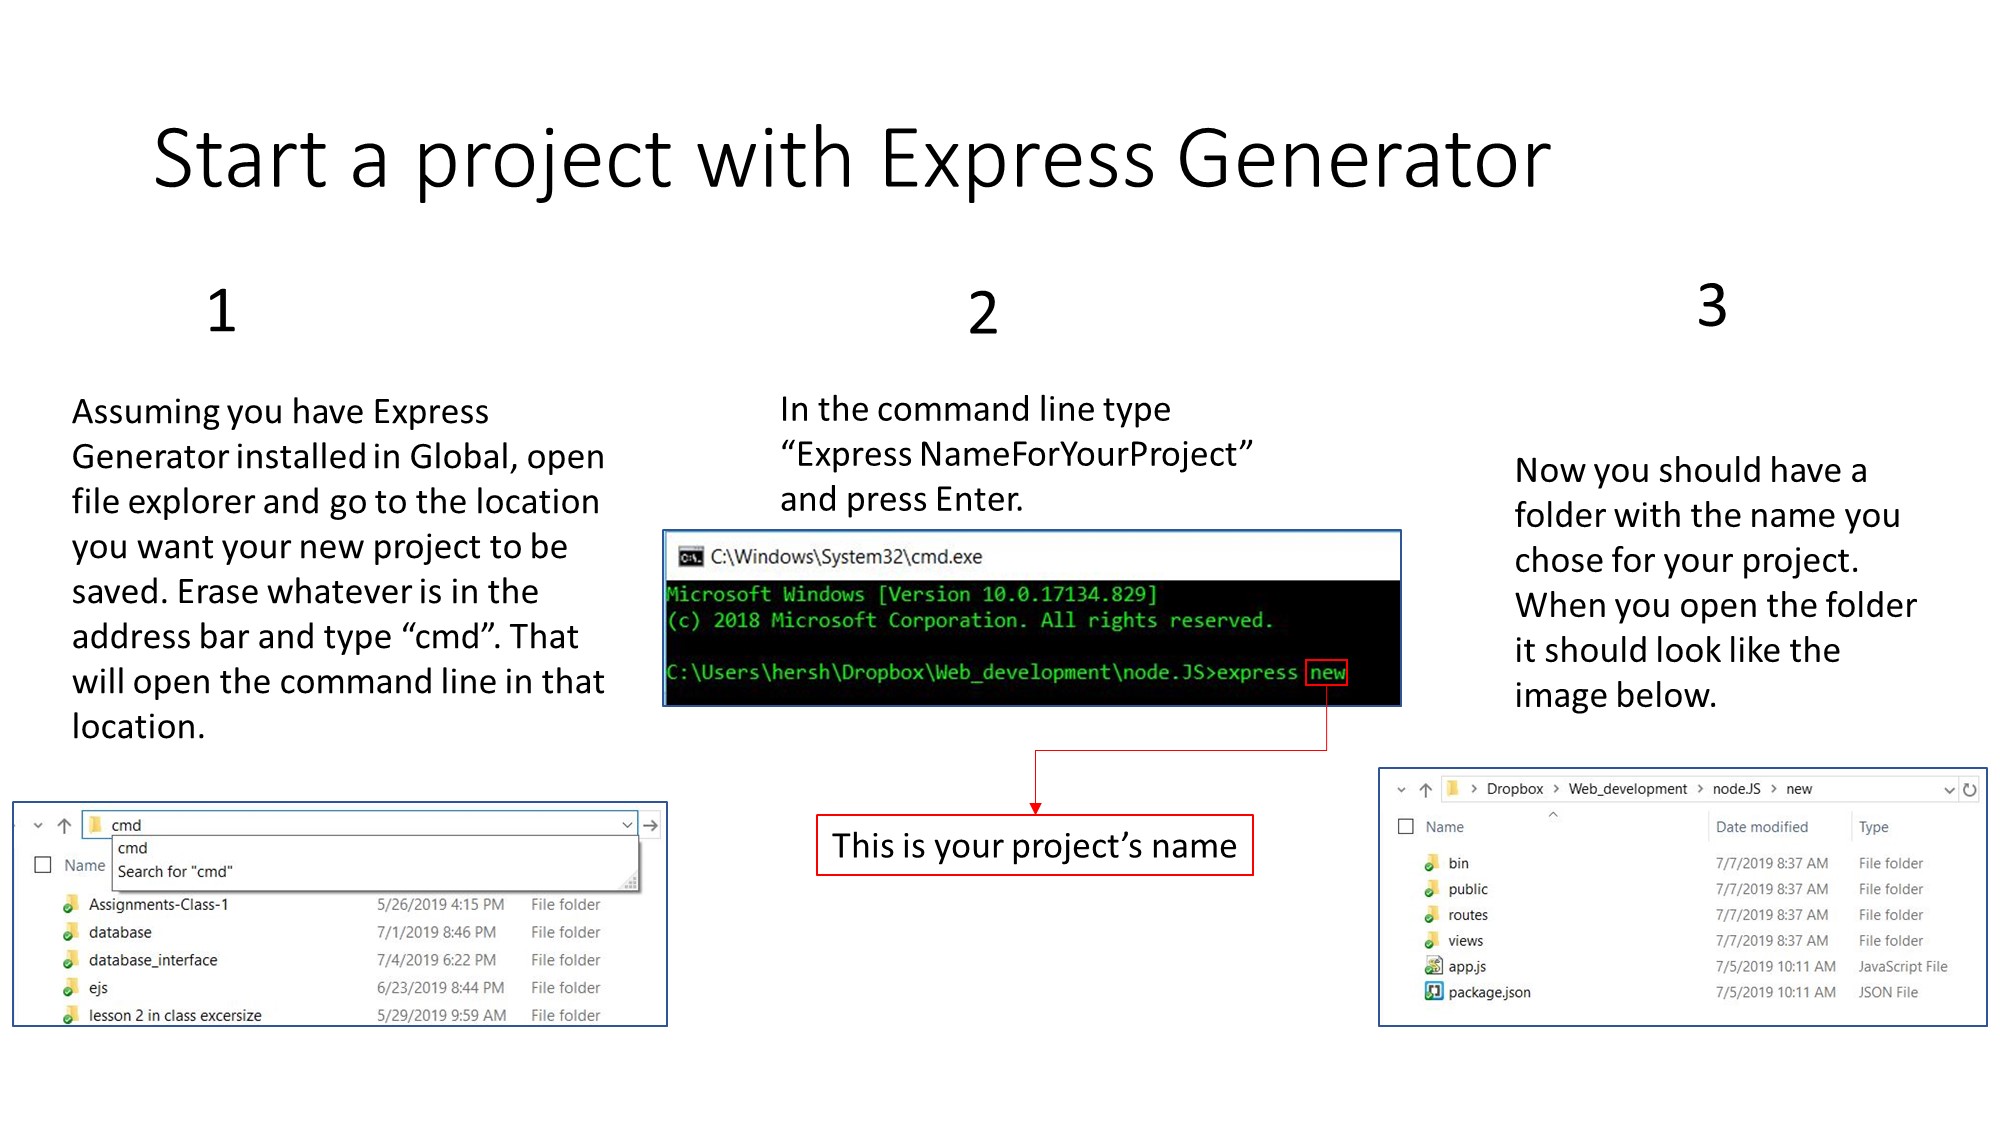 Start a project with Express Generator
1
Assuming you have Express
Generator installed in Global, open
file explorer and go to the location
you want your new project to be
saved. Erase whatever is in the
address bar and type “cmd”. That
will open the command line in that
location.
cmd
cmd
Search for "cmd"
Name
Assignments-Class-1 5/26/2019 4:15 PM File folder
database 7/1/2019 8:46 PM File folder
database_interface 7/4/2019 6:22 PM File folder
ejs 6/23/2019 8:44 PM File folder
lesson 2 in class excersize 5/29/2019 9:59 AM File folder
2
In the command line type
“Express NameForYourProject”
and press Enter.
C:\Windows\System32\cmd.exe
Microsoft Windows [Version 10.0.17134.829]
(c) 2018 Microsoft Corporation. All rights reserved.
C:\Users\hersh\Dropbox\Web_development\node.JS>express new
This is your project’s name
3
Now you should have a
folder with the name you
chose for your project.
When you open the folder
it should look like the
image below.
> Dropbox > Web_development > nodeJS > new
Name Date modified Type
bin 7/7/2019 8:37 AM File folder
public 7/7/2019 8:37 AM File folder
routes 7/7/2019 8:37 AM File folder
views 7/7/2019 8:37 AM File folder
app.js 7/5/2019 10:11 AM JavaScript File
package.json 7/5/2019 10:11 AM JSON File